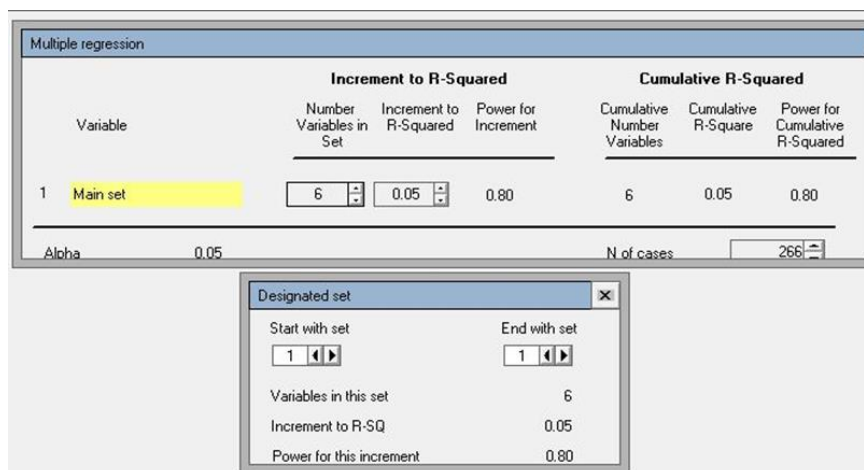 Multiple regression
Increment to R-Squared
Cumulative R-Squared
Variable
Number Variables in Set
Increment to R-Squared
Power for Increment
Cumulative Number Variables
Cumulative R-Square
Power for Cumulative R-Squared
1 Main set 6 0.05 0.80 6 0.05 0.80
Alpha 0.05 N of cases 266
Designated set
Start with set End with set
1 1
Variables in this set 6
Increment to R-SQ 0.05
Power for this increment 0.80